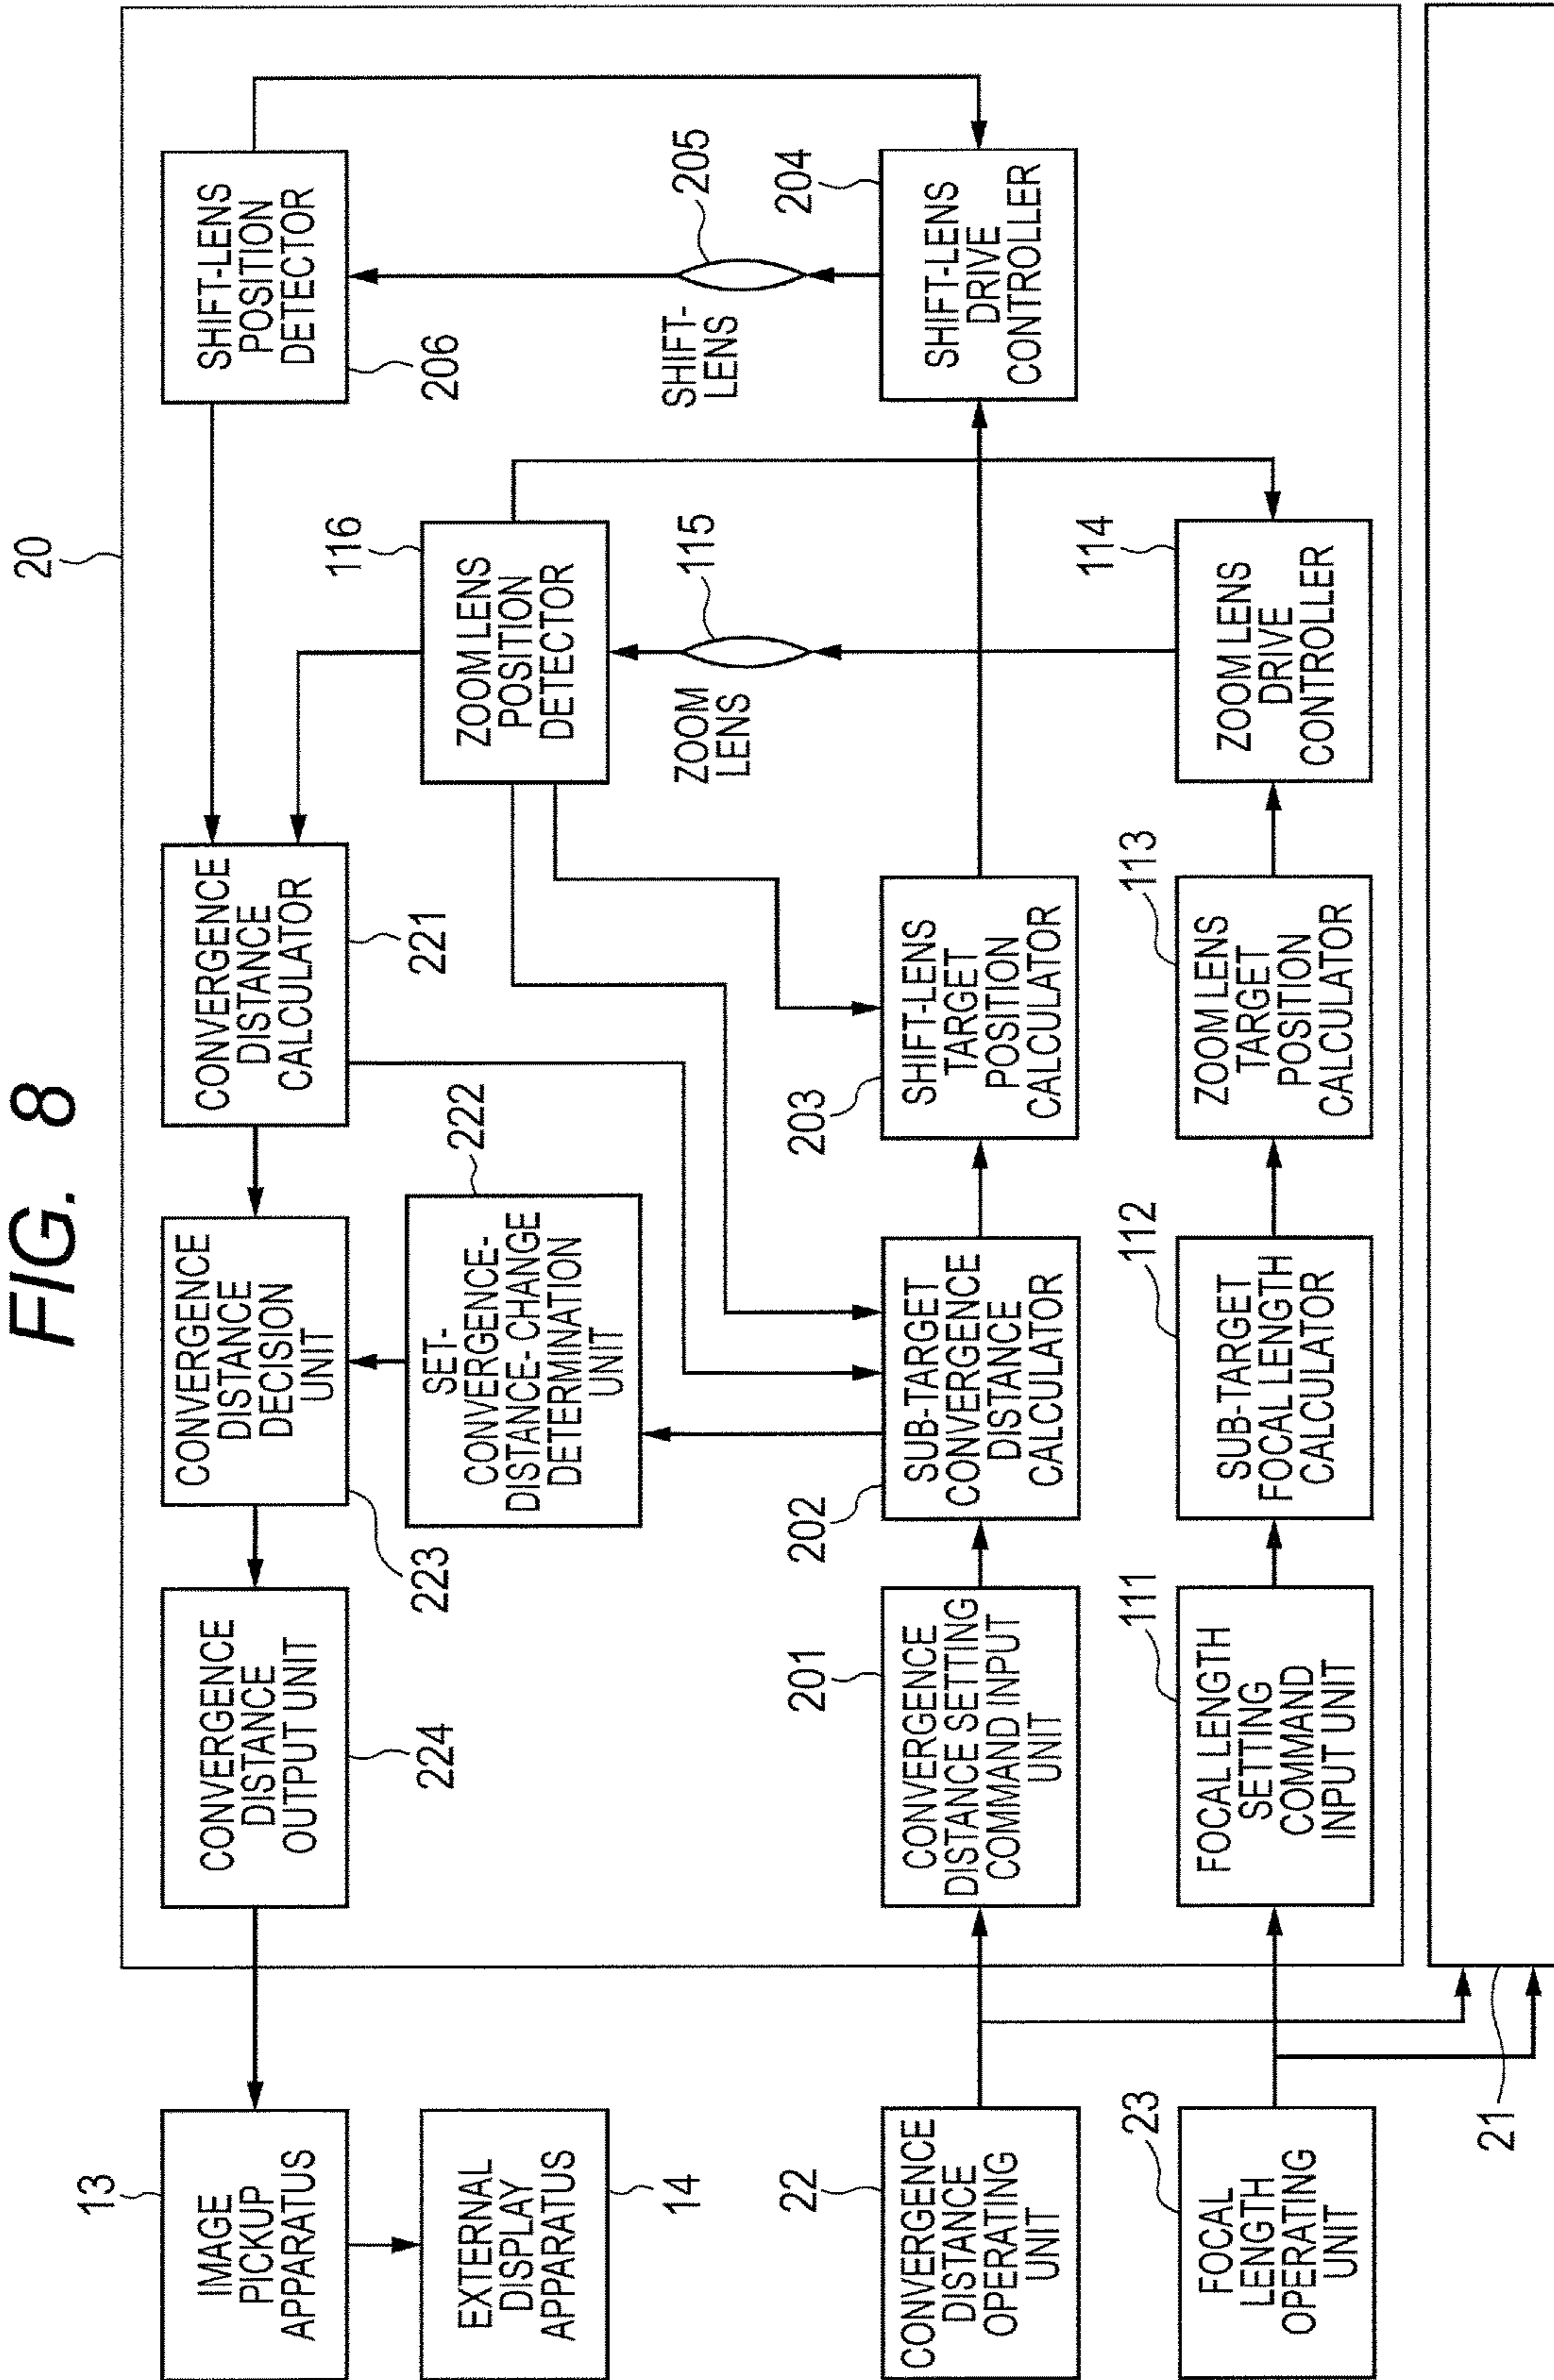 FIG. 8
20
13
IMAGE
PICKUP
APPARATUS
CONVERGENCE
DISTANCE
OUTPUT UNIT
224
CONVERGENCE
DISTANCE
DECISION
UNIT
223
CONVERGENCE
DISTANCE
CALCULATOR
221
SHIFT-LENS
POSITION
DETECTOR
206
EXTERNAL
DISPLAY
APPARATUS
14
SET-
CONVERGENCE-
DISTANCE-CHANGE
DETERMINATION
UNIT
222
116
ZOOM LENS
POSITION
DETECTOR
ZOOM
LENS
115
SHIFT-
LENS
205
22
CONVERGENCE
DISTANCE
OPERATING
UNIT
201
CONVERGENCE
DISTANCE SETTING
COMMAND INPUT
UNIT
202
SUB-TARGET
CONVERGENCE
DISTANCE
CALCULATOR
203
SHIFT-LENS
TARGET
POSITION
CALCULATOR
204
SHIFT-LENS
DRIVE
CONTROLLER
23
FOCAL
LENGTH
OPERATING
UNIT
111
FOCAL LENGTH
SETTING
COMMAND
INPUT UNIT
112
SUB-TARGET
FOCAL LENGTH
CALCULATOR
113
ZOOM LENS
TARGET
POSITION
CALCULATOR
114
ZOOM LENS
DRIVE
CONTROLLER
21